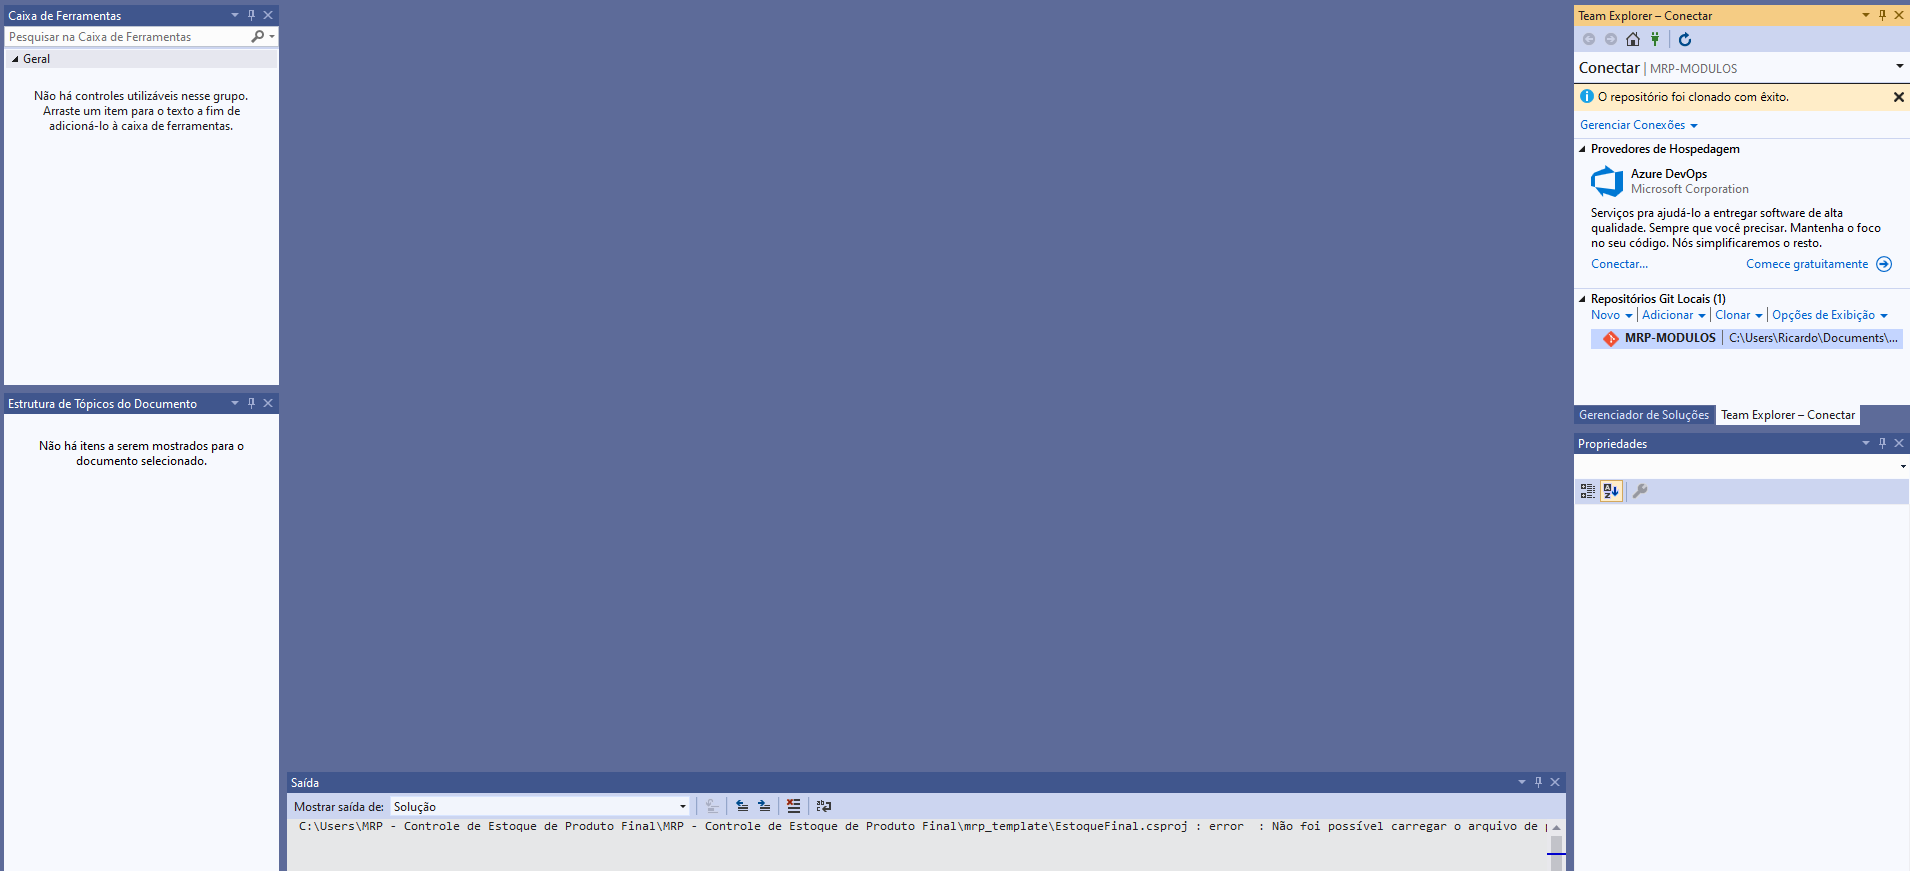 Caixa de Ferramentas
Pesquisar na Caixa de Ferramentas
Geral
Não há controles utilizáveis nesse grupo.
Arraste um item para o texto a fim de
adicioná-lo à caixa de ferramentas.
Estrutura de Tópicos do Documento
Não há itens a serem mostrados para o
documento selecionado.
Saída
Mostrar saída de: Solução
C:\Users\MRP - Controle de Estoque de Produto Final\MRP - Controle de Estoque de Produto Final\mrp_template\EstoqueFinal.csproj : error  : Não foi possível carregar o arquivo de
Team Explorer – Conectar
Conectar | MRP-MODULOS
O repositório foi clonado com êxito.
Gerenciar Conexões
Provedores de Hospedagem
Azure DevOps
Microsoft Corporation
Serviços pra ajudá-lo a entregar software de alta
qualidade. Sempre que você precisar. Mantenha o foco
no seu código. Nós simplificaremos o resto.
Conectar... Comece gratuitamente
Repositórios Git Locais (1)
Novo | Adicionar | Clonar | Opções de Exibição
MRP-MODULOS | C:\Users\Ricardo\Documents\...
Gerenciador de Soluções Team Explorer – Conectar
Propriedades